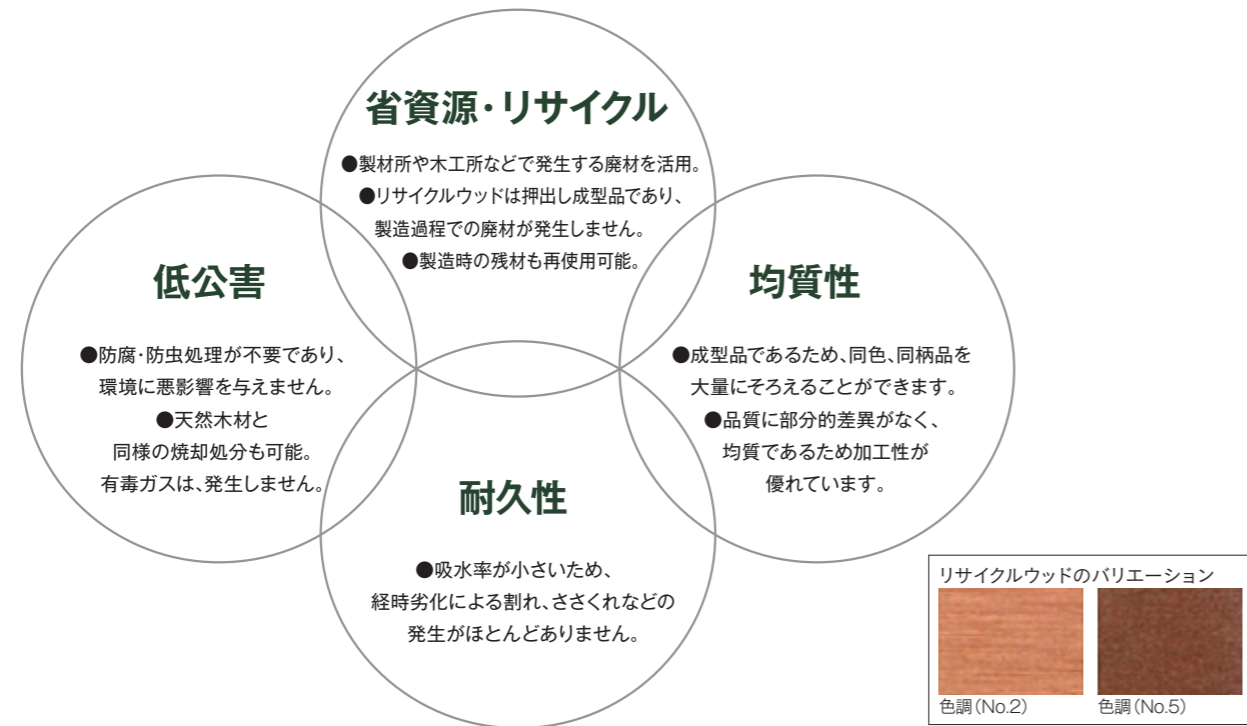 省資源・リサイクル
●製材所や木工所などで発生する廃材を活用。
●リサイクルウッドは押出し成型品であり、
製造過程での廃材が発生しません。
●製造時の残材も再使用可能。
低公害
●防腐・防虫処理が不要であり、
環境に悪影響を与えません。
●天然木材と
同様の焼却処分も可能。
有毒ガスは、発生しません。
均質性
●成型品であるため、同色、同柄品を
大量にそろえることができます。
●品質に部分的差異がなく、
均質であるため加工性が
優れています。
耐久性
●吸水率が小さいため、
経時劣化による割れ、ささくれなどの
発生がほとんどありません。
リサイクルウッドのバリエーション
色調(No.2)
色調(No.5)